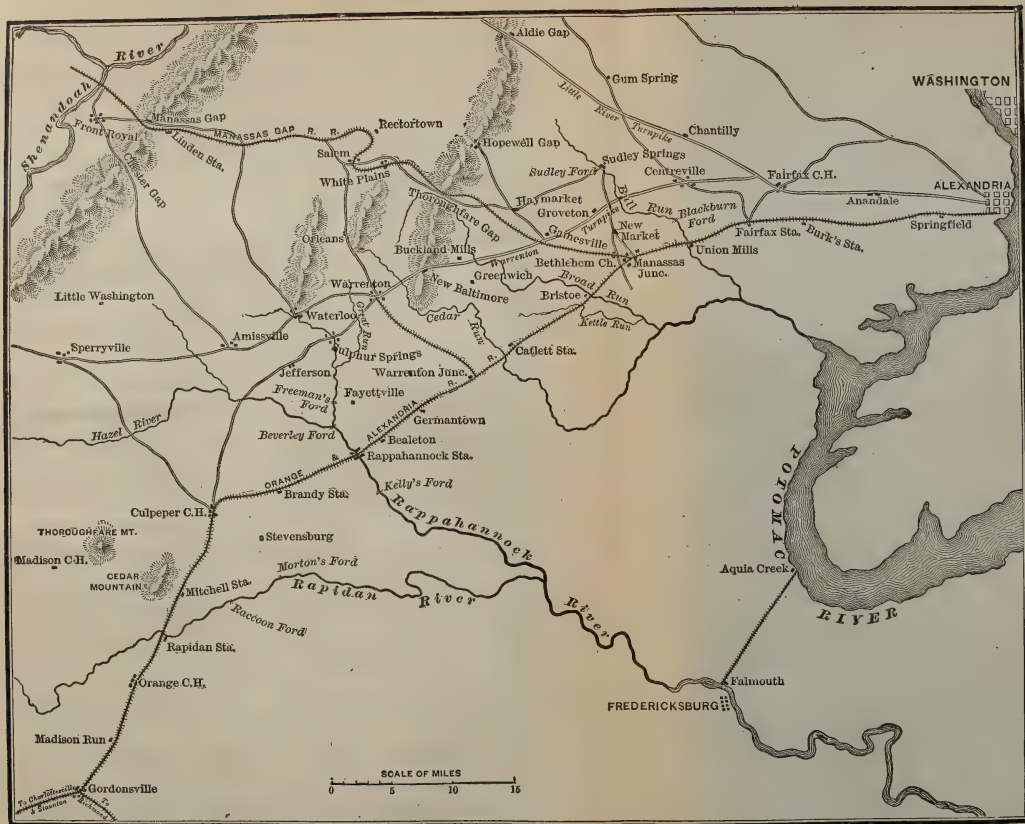 Shenandoah River
Aldie Gap
Gum Spring
WASHINGTON
Little River Turnpike
Manassas Gap
Front Royal
Linden Sta.
MANASSAS GAP R. R.
Rectortown
Chantilly
Hopewell Gap
Salem
White Plains
Sudley Springs
Sudley Ford
Centreville
Fairfax C.H.
ALEXANDRIA
Chester Gap
Thoroughfare Gap
Haymarket
Groveton
Bull Run
Blackburn Ford
Anandale
Springfield
Fairfax Sta.
Burk's Sta.
Orleans
Gainesville
Warrenton Turnpike
New Market
Union Mills
Buckland Mills
Bethlehem Ch.
Manassas Junc.
Greenwich
Broad Run
Warrenton
New Baltimore
Bristoe
Little Washington
Waterloo
Great Run
Cedar Run
Kettle Run
Amissville
Sperryville
Sulphur Springs
Catlett Sta.
Jefferson
Warrenton Junc.
Freeman's Ford
Fayettville
Hazel River
Germantown
Beverley Ford
Bealeton
ORANGE & ALEXANDRIA R. R.
Rappahannock Sta.
Brandy Sta.
Kelly's Ford
Culpeper C.H.
THOROUGHFARE MT.
Stevensburg
Rappahannock River
POTOMAC RIVER
Madison C.H.
CEDAR MOUNTAIN
Morton's Ford
Mitchell Sta.
Rapidan River
Aquia Creek
Raccoon Ford
Rapidan Sta.
Orange C.H.
Falmouth
FREDERICKSBURG
Madison Run
Gordonsville
To Charlottesville & Staunton
To Richmond
SCALE OF MILES
0 5 10 15